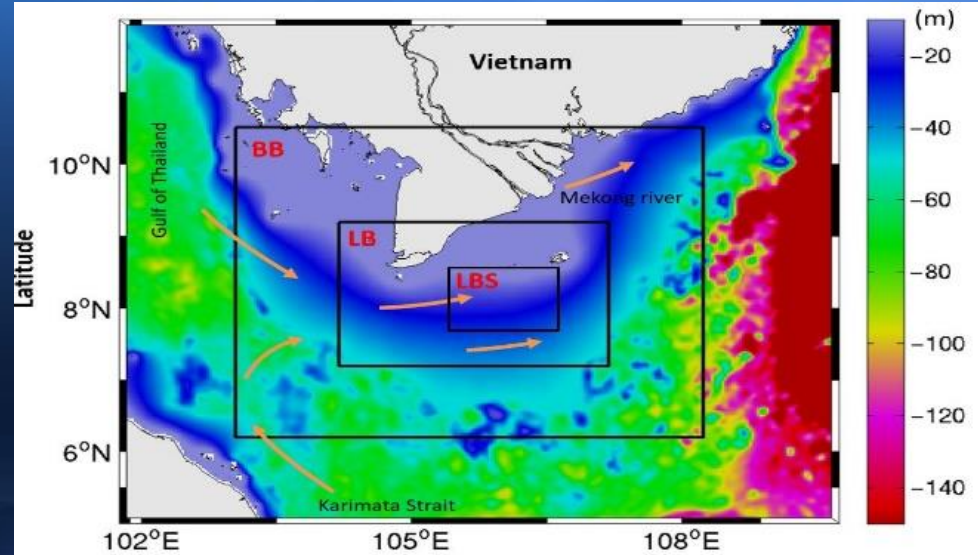 (m)
Vietnam
−20
−40
−60
−80
−100
−120
−140
10°N
8°N
6°N
Latitude
Gulf of Thailand
BB
LB
LBS
Mekong river
Karimata Strait
102°E
105°E
108°E